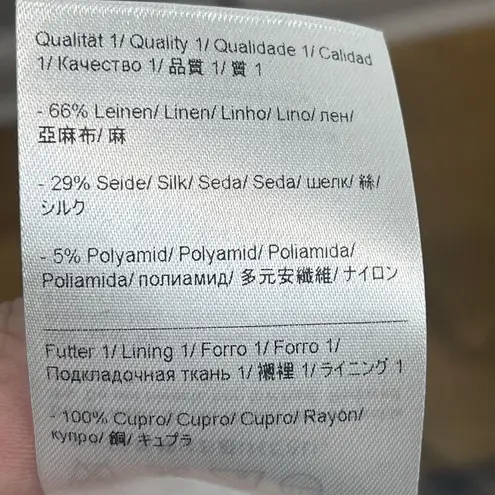 Qualität 1/ Quality 1/ Qualidade 1/ Calidad
1/ Качество 1/ 品質 1/ 質 1
- 66% Leinen/ Linen/ Linho/ Lino/ лен/
亞麻布/ 麻
- 29% Seide/ Silk/ Seda/ Seda/ шелк/ 絲/
シルク
- 5% Polyamid/ Polyamid/ Poliamida/
Poliamida/ полиамид/ 多元安纖維/ ナイロン
Futter 1/ Lining 1/ Forro 1/ Forro 1/
Подкладочная ткань 1/ 襯裡 1/ ライニング 1
- 100% Cupro/ Cupro/ Cupro/ Rayón/
купро/ 銅/ キュプラ